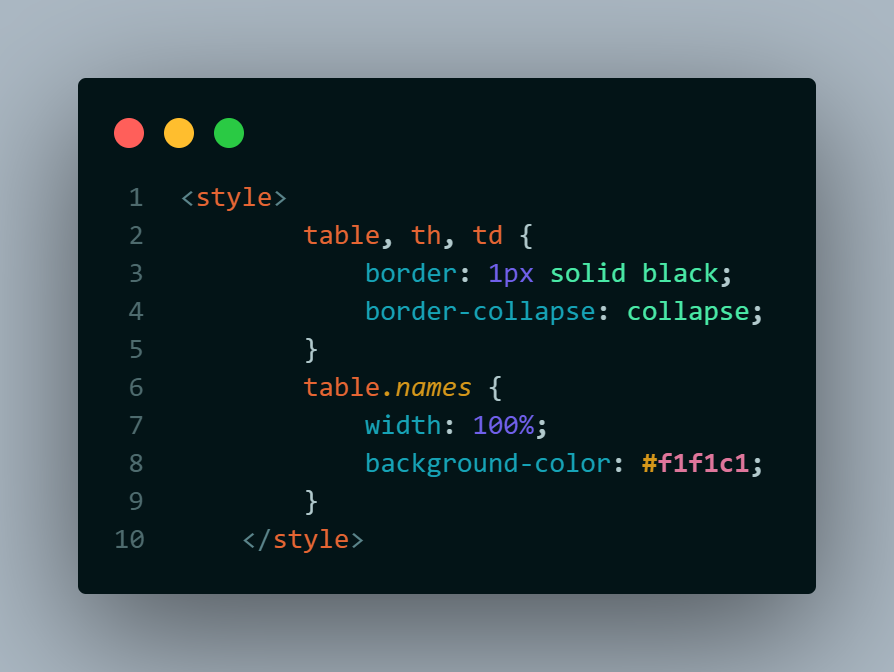 1 <style>
2 table, th, td {
3 border: 1px solid black;
4 border-collapse: collapse;
5 }
6 table.names {
7 width: 100%;
8 background-color: #f1f1c1;
9 }
10 </style>